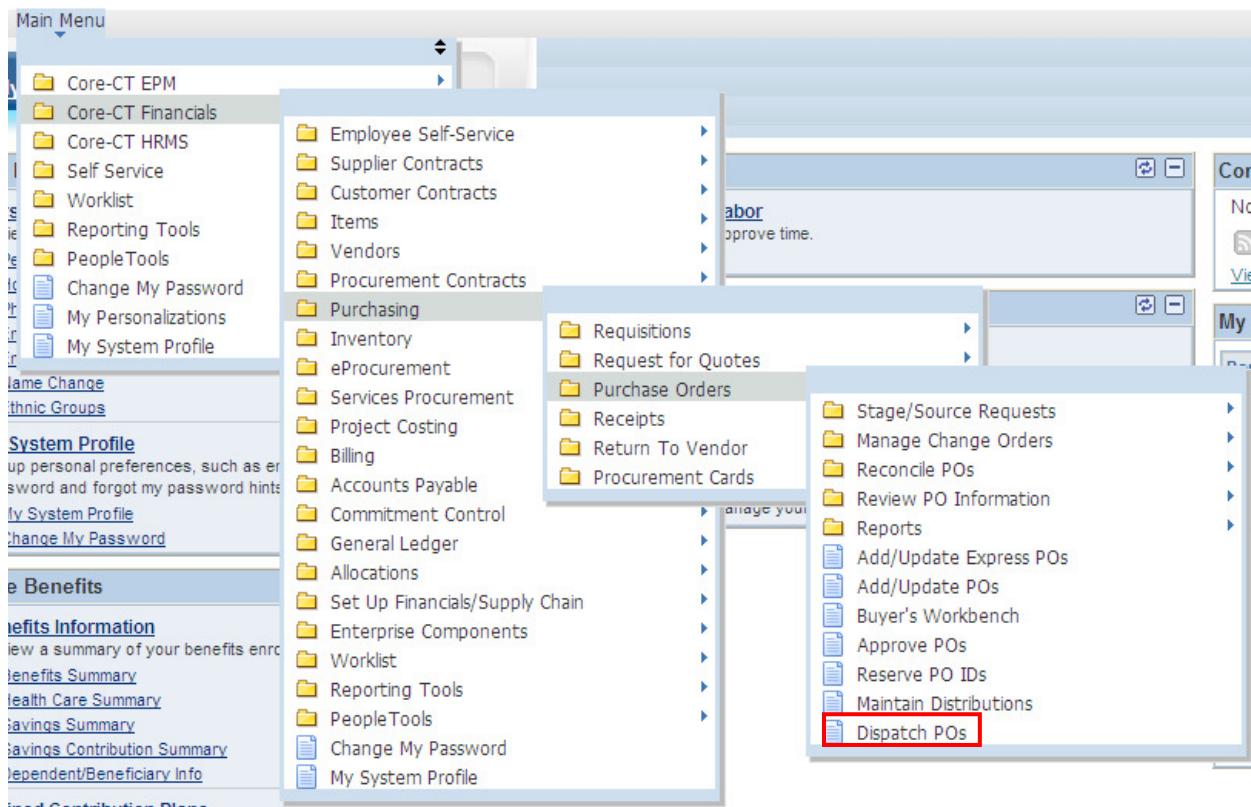 Main Menu
Core-CT EPM
Core-CT Financials
Core-CT HRMS
Self Service
Worklist
Reporting Tools
PeopleTools
Change My Password
My Personalizations
My System Profile
Name Change
Ethnic Groups
System Profile
up personal preferences, such as
and forgot my password hints
My System Profile
Change My Password
Benefits
Information
a summary of your benefits
Benefits Summary
Health Care Summary
Savings Summary
Savings Contribution Summary
Dependent/Beneficiary Info
Contribution Plans
Employee Self-Service
Supplier Contracts
Customer Contracts
Items
Vendors
Procurement Contracts
Purchasing
Inventory
eProcurement
Services Procurement
Project Costing
Billing
Accounts Payable
Commitment Control
General Ledger
Allocations
Set Up Financials/Supply Chain
Enterprise Components
Worklist
Reporting Tools
PeopleTools
Change My Password
My System Profile
Requisitions
Request for Quotes
Purchase Orders
Receipts
Return To Vendor
Procurement Cards
Stage/Source Requests
Manage Change Orders
Reconcile POs
Review PO Information
Reports
Add/Update Express POs
Add/Update POs
Buyer's Workbench
Approve POs
Reserve PO IDs
Maintain Distributions
Dispatch POs
abor
approve time.
My